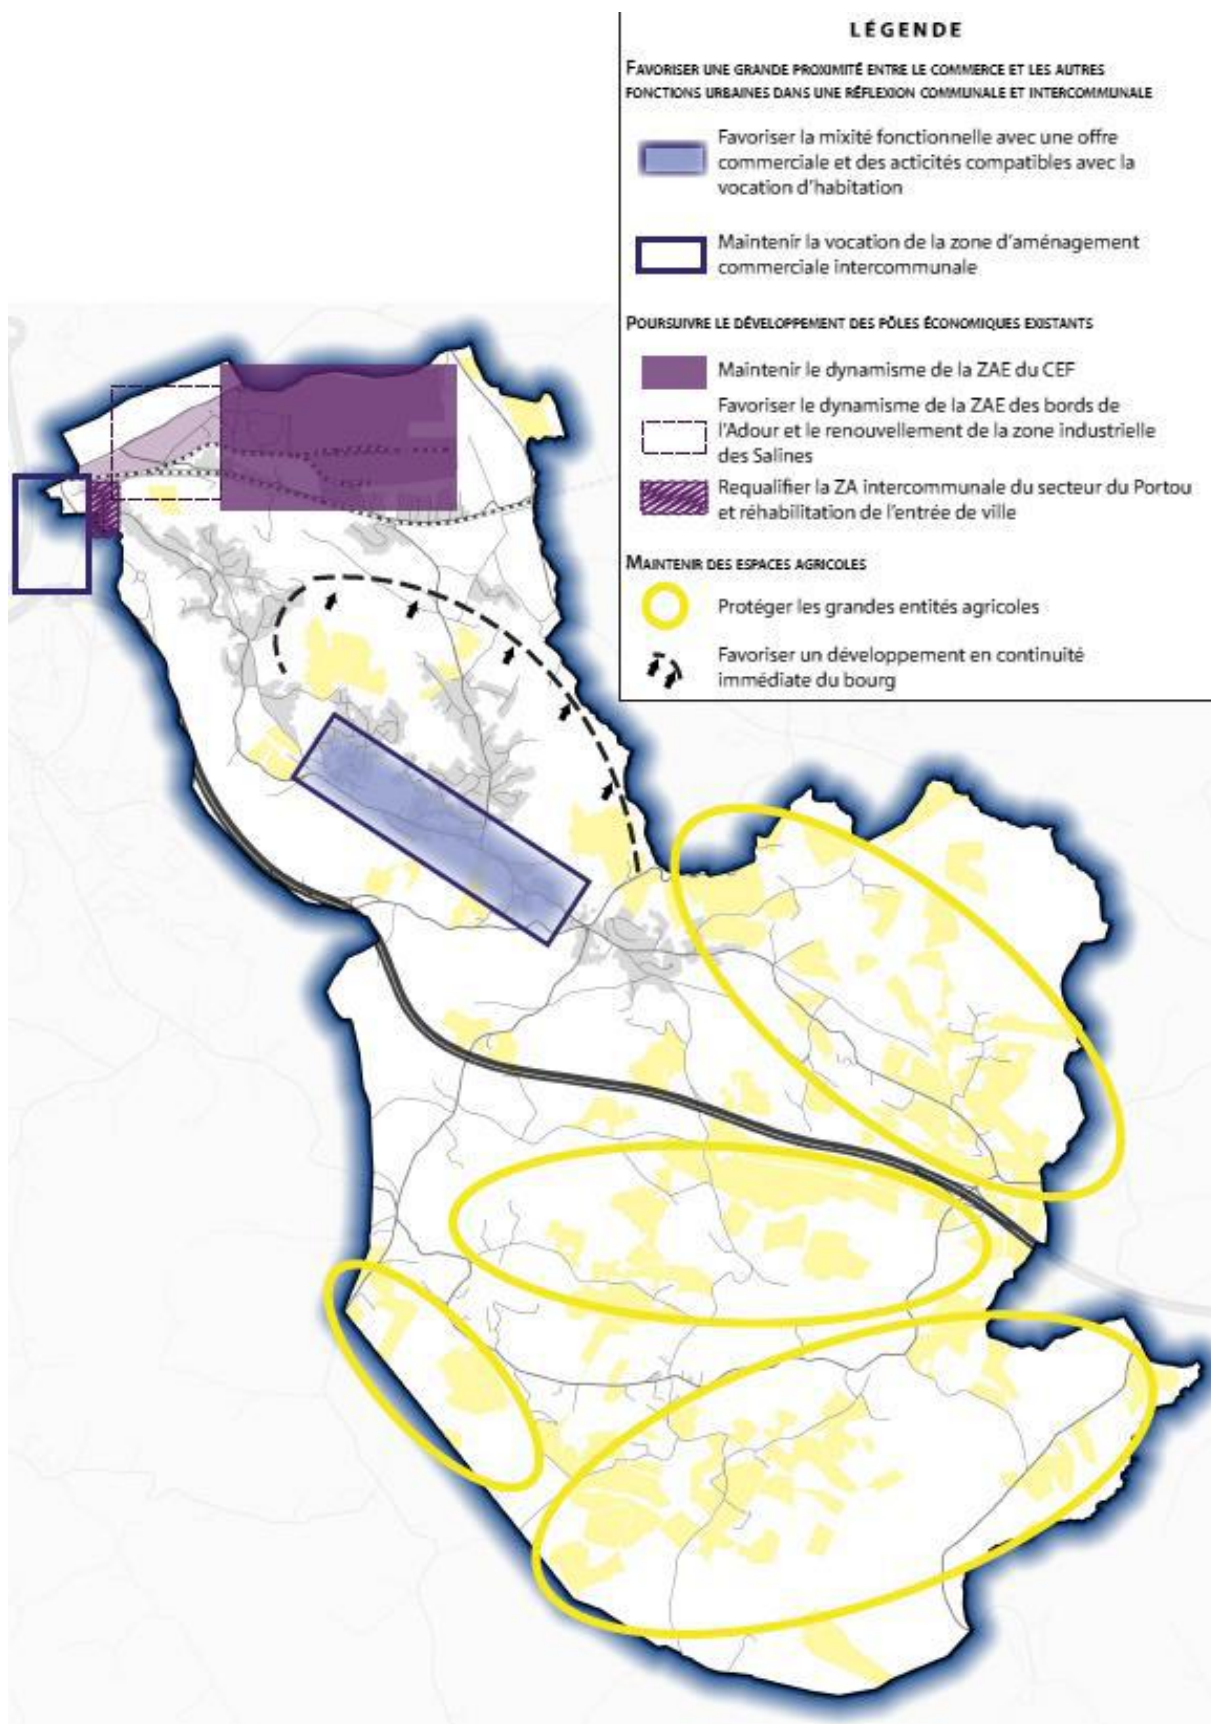 LÉGENDE
FAVORISER UNE GRANDE PROXIMITÉ ENTRE LE COMMERCE ET LES AUTRES
FONCTIONS URBAINES DANS UNE RÉFLEXION COMMUNALE ET INTERCOMMUNALE
Favoriser la mixité fonctionnelle avec une offre
commerciale et des acticités compatibles avec la
vocation d'habitation
Maintenir la vocation de la zone d'aménagement
commerciale intercommunale
POURSUIVRE LE DÉVELOPPEMENT DES PÔLES ÉCONOMIQUES EXISTANTS
Maintenir le dynamisme de la ZAE du CEF
Favoriser le dynamisme de la ZAE des bords de
l'Adour et le renouvellement de la zone industrielle
des Salines
Requalifier la ZA intercommunale du secteur du Portou
et réhabilitation de l'entrée de ville
MAINTENIR DES ESPACES AGRICOLES
Protéger les grandes entités agricoles
Favoriser un développement en continuité
immédiate du bourg